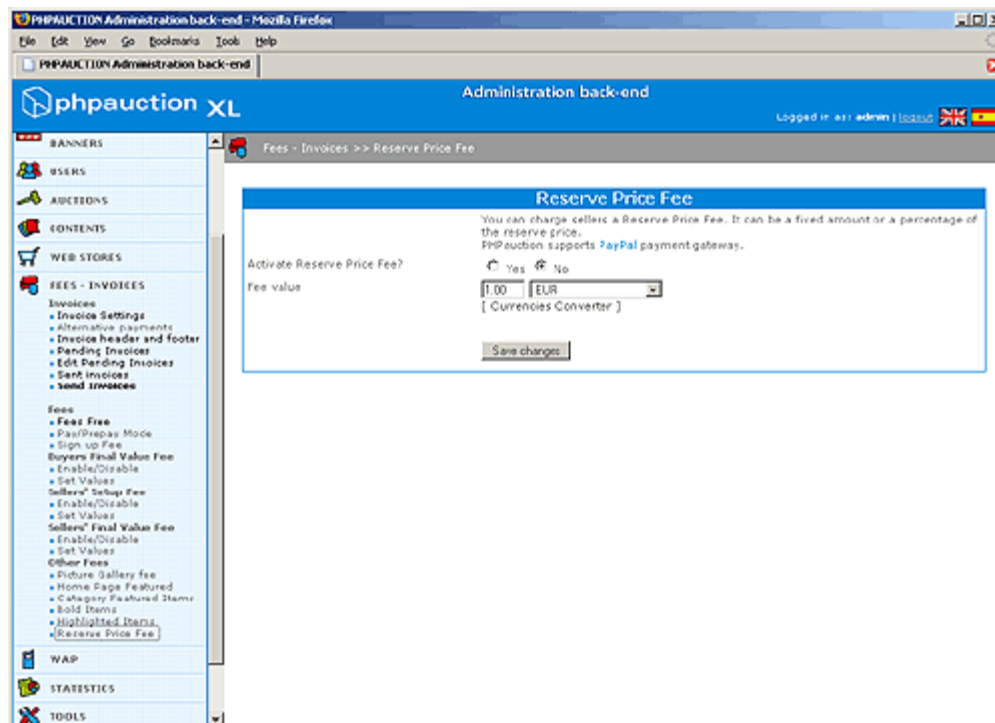 PHPAUCTION Administration back-end - Mozilla Firefox
File Edit View Go Bookmarks Tools Help
PHPAUCTION Administration back-end
phpauction XL
Administration back-end
Logged in as: admin | logout
BANNERS
USERS
AUCTIONS
CONTENTS
WEB STORES
FEES - INVOICES
Invoices
Invoice Settings
Alternative payments
Invoice header and footer
Pending Invoices
Edit Pending Invoices
Sent invoices
Send Invoices
Fees
Fees Free
Pay/Prepay Mode
Sign up Fee
Buyers Final Value Fee
Enable/Disable
Set Values
Sellers" Setup Fee
Enable/Disable
Set Values
Sellers" Final Value Fee
Enable/Disable
Set Values
Other Fees
Picture Gallery fee
Home Page Featured
Category Featured Items
Bold Items
Highlighted Items
Reserve Price Fee
WAP
STATISTICS
TOOLS
Fees - Invoices >> Reserve Price Fee
Reserve Price Fee
You can charge sellers a Reserve Price Fee. It can be a fixed amount or a percentage of
the reserve price.
PHPauction supports PayPal payment gateway.
Activate Reserve Price Fee? Yes No
Fee value 1.00 EUR
[ Currencies Converter ]
Save changes